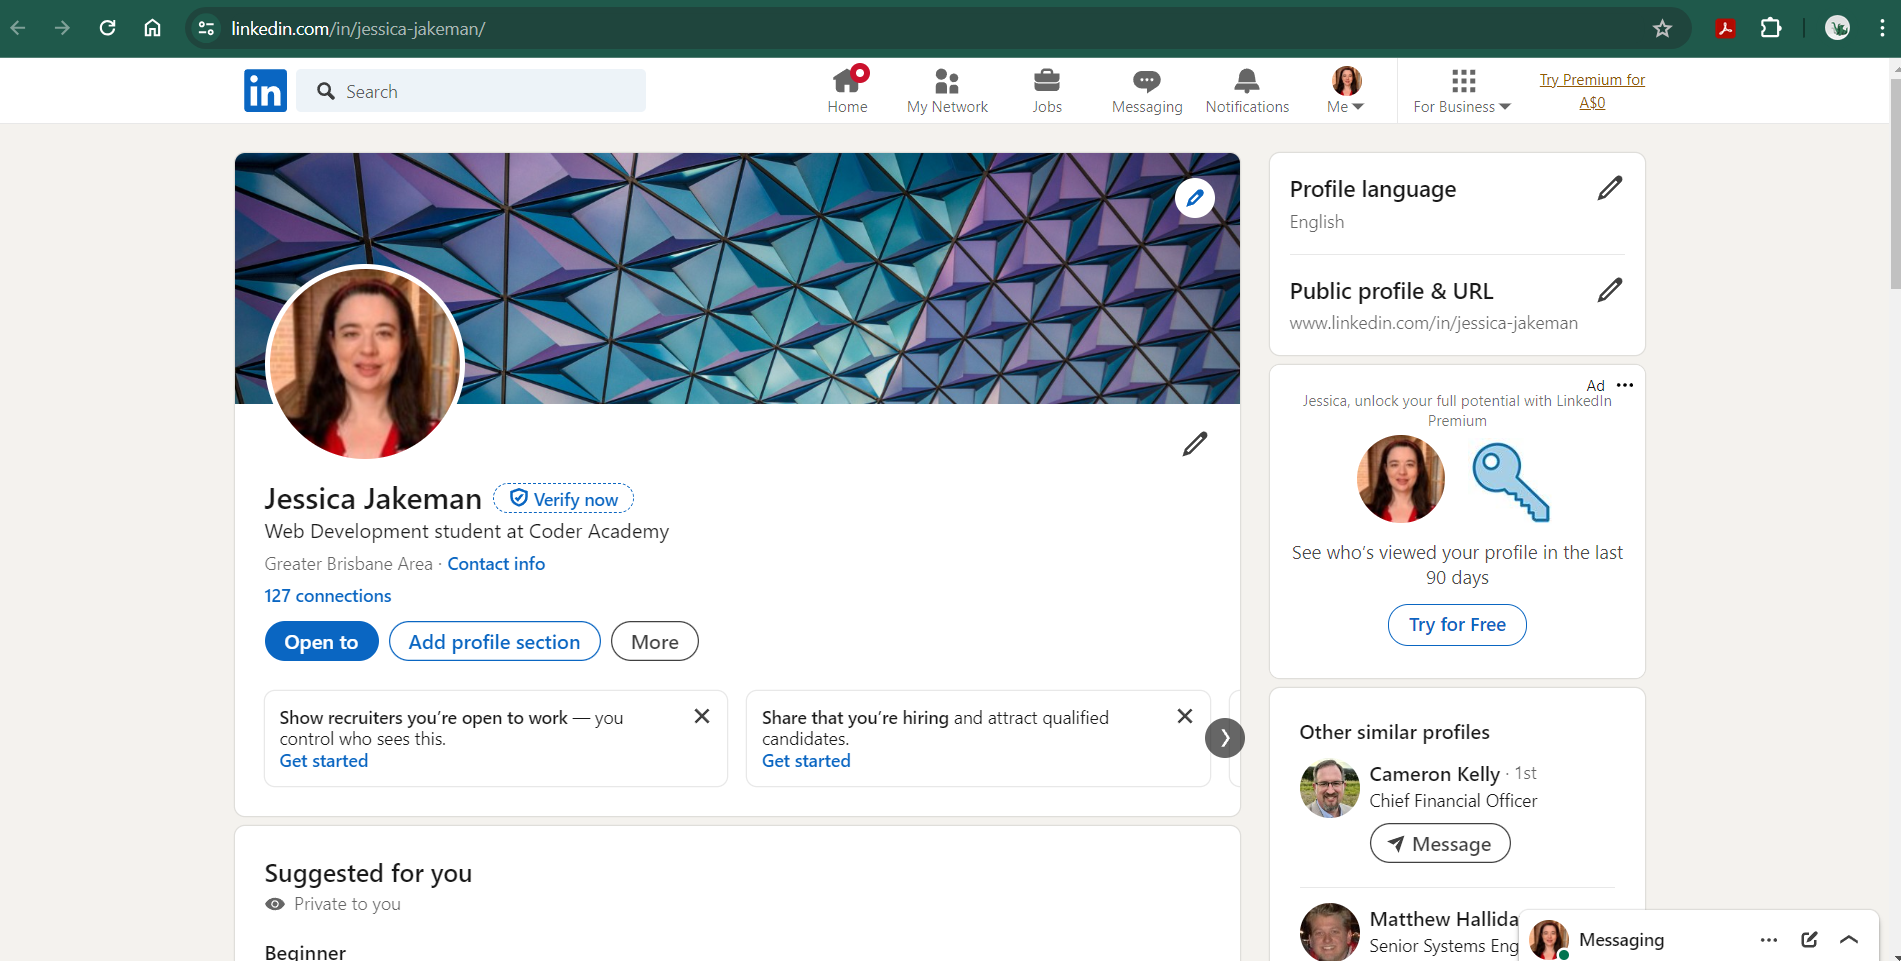 linkedin.com/in/jessica-jakeman/
in
Search
Home
My Network
Jobs
Messaging
Notifications
Me
For Business
Try Premium for
A$0
Jessica Jakeman
Verify now
Web Development student at Coder Academy
Greater Brisbane Area · Contact info
127 connections
Open to
Add profile section
More
Show recruiters you’re open to work — you
control who sees this.
Get started
Share that you’re hiring and attract qualified
candidates.
Get started
Suggested for you
Private to you
Beginner
Profile language
English
Public profile & URL
www.linkedin.com/in/jessica-jakeman
Ad
Jessica, unlock your full potential with LinkedIn
Premium
See who’s viewed your profile in the last
90 days
Try for Free
Other similar profiles
Cameron Kelly · 1st
Chief Financial Officer
Message
Matthew Hallida
Senior Systems Eng
Messaging